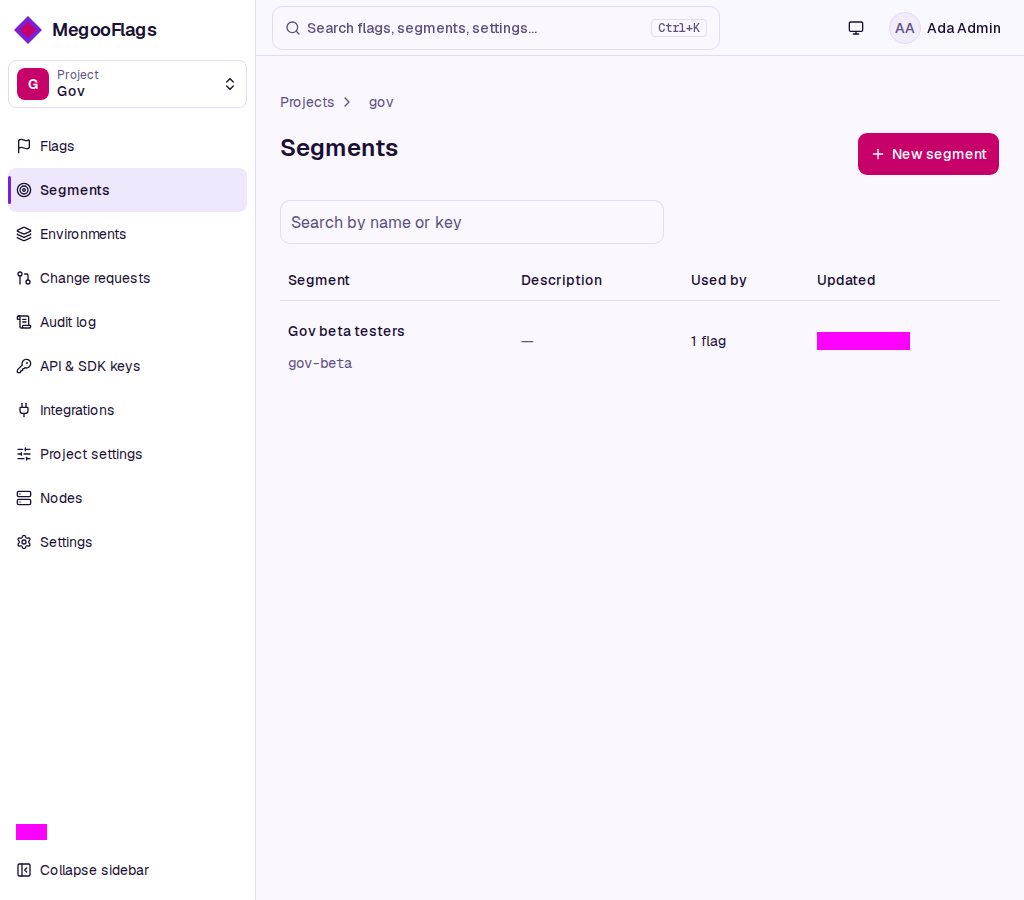 MegooFlags
Search flags, segments, settings...
Ctrl+K
AA
Ada Admin
G
Project
Gov
Flags
Segments
Environments
Change requests
Audit log
API & SDK keys
Integrations
Project settings
Nodes
Settings
Collapse sidebar
Projects
gov
Segments
+ New segment
Search by name or key
Segment Description Used by Updated
Gov beta testers
gov-beta
— 1 flag